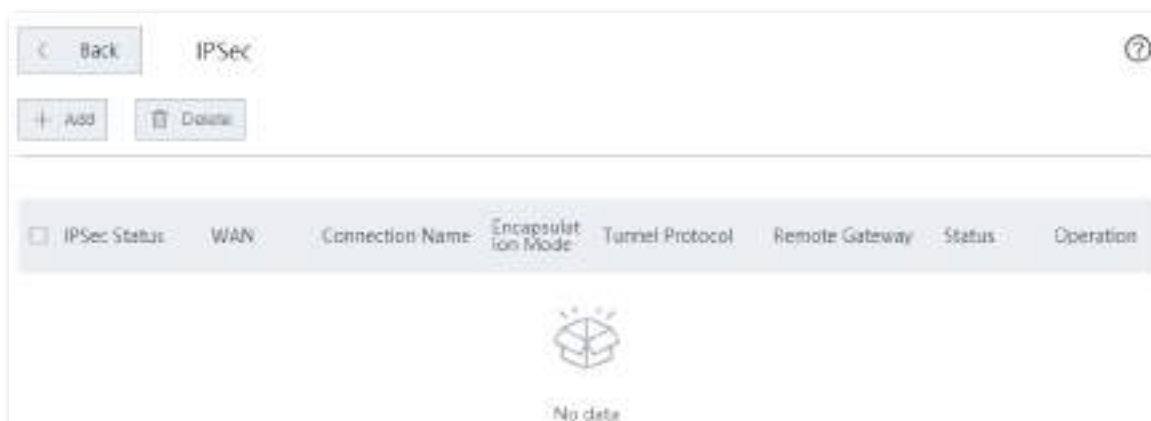 Back IPSec
Add Delete
IPSec Status WAN Connection Name Encapsulat Tunnel Protocol Remote Gateway Status Operation
ion Mode
No data